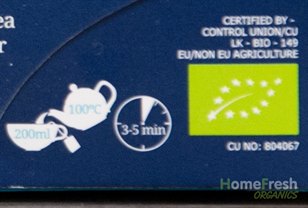 ea
r
CERTIFIED BY -
CONTROL UNION/CU
LK - BIO - 149
EU/NON EU AGRICULTURE
100°C
200ml
3-5 min
CU NO: 804067
HomeFresh
ORGANICS